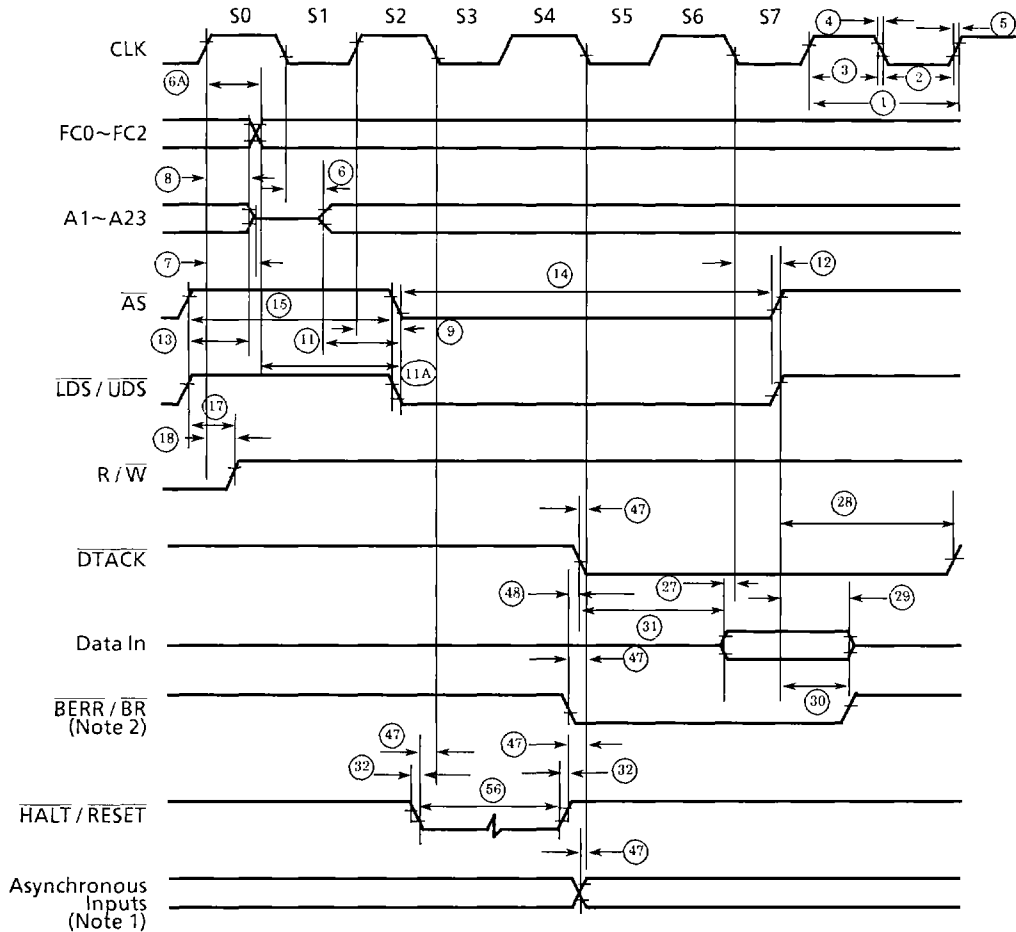 S0 S1 S2 S3 S4 S5 S6 S7
CLK
4
5
3
2
1
6A
FC0~FC2
8
6
A1~A23
7
12
14
AS
15
9
13
11
11A
LDS / UDS
17
18
R / W
47
28
DTACK
48
27
29
31
Data In
47
30
BERR / BR
(Note 2)
47
47
32
32
56
HALT / RESET
47
Asynchronous
Inputs
(Note 1)